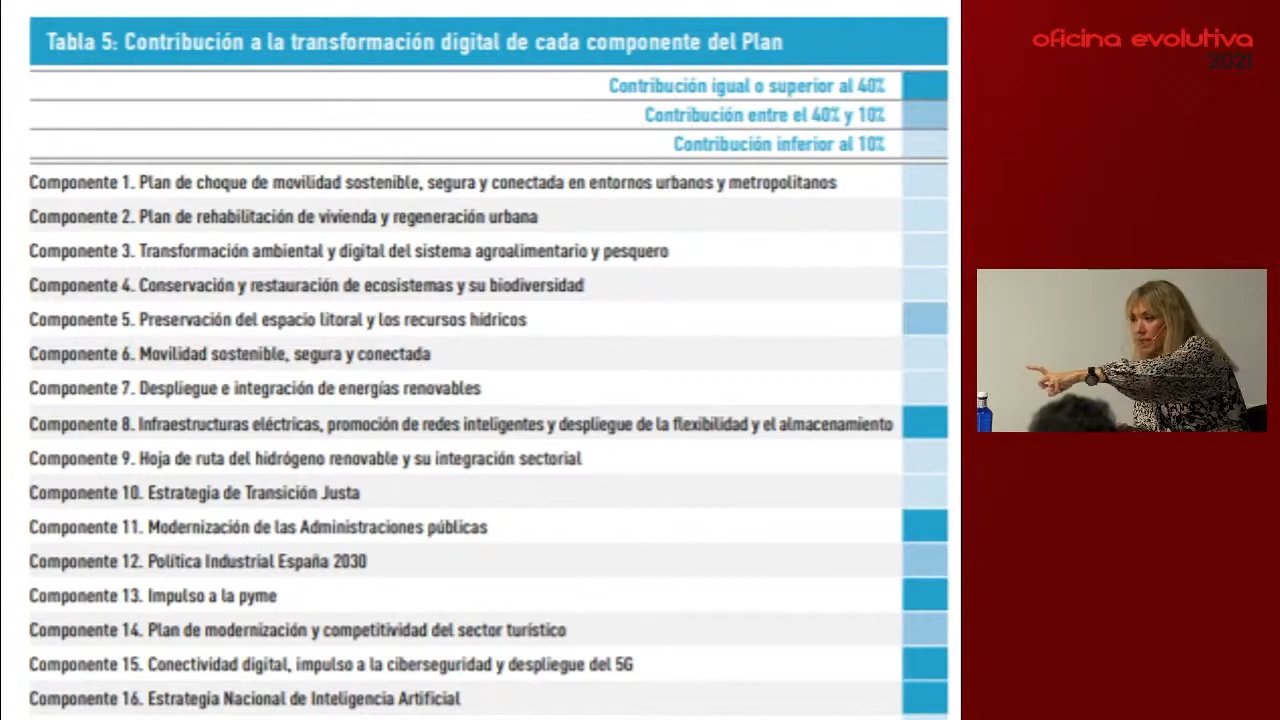 Tabla 5: Contribución a la transformación digital de cada componente del Plan
Contribución igual o superior al 40%
Contribución entre el 40% y 10%
Contribución inferior al 10%
Componente 1. Plan de choque de movilidad sostenible, segura y conectada en entornos urbanos y metropolitanos
Componente 2. Plan de rehabilitación de vivienda y regeneración urbana
Componente 3. Transformación ambiental y digital del sistema agroalimentario y pesquero
Componente 4. Conservación y restauración de ecosistemas y su biodiversidad
Componente 5. Preservación del espacio litoral y los recursos hídricos
Componente 6. Movilidad sostenible, segura y conectada
Componente 7. Despliegue e integración de energías renovables
Componente 8. Infraestructuras eléctricas, promoción de redes inteligentes y despliegue de la flexibilidad y el almacenamiento
Componente 9. Hoja de ruta del hidrógeno renovable y su integración sectorial
Componente 10. Estrategia de Transición Justa
Componente 11. Modernización de las Administraciones públicas
Componente 12. Política Industrial España 2030
Componente 13. Impulso a la pyme
Componente 14. Plan de modernización y competitividad del sector turístico
Componente 15. Conectividad digital, impulso a la ciberseguridad y despliegue del 5G
Componente 16. Estrategia Nacional de Inteligencia Artificial
oficina evolutiva
2021